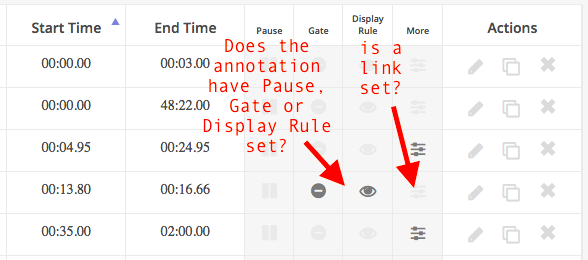 Start Time End Time Pause Gate Display Rule More Actions
Does the annotation have Pause, Gate or Display Rule set?
is a link set?
00:00.00 00:03.00
00:00.00 48:22.00
00:04.95 00:24.95
00:13.80 00:16.66
00:35.00 02:00.00